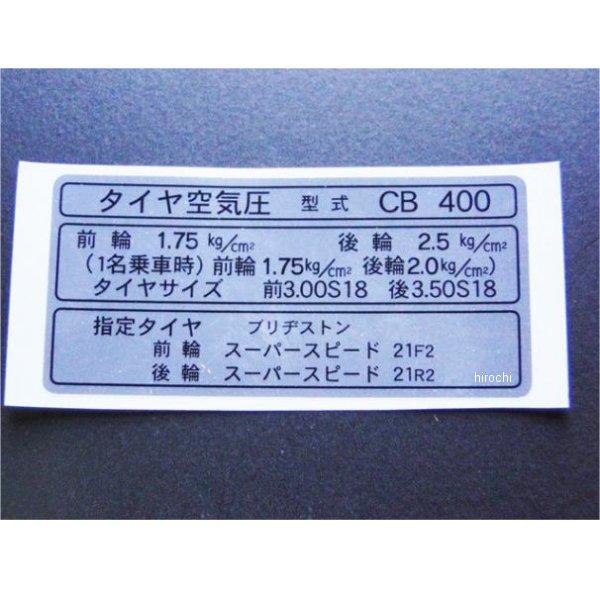 タイヤ空気圧 型式 CB 400
前輪 1.75 kg/cm² 後輪 2.5 kg/cm²
(1名乗車時) 前輪 1.75kg/cm² 後輪2.0kg/cm²)
タイヤサイズ 前3.00S18 後3.50S18
指定タイヤ ブリヂストン
前輪 スーパースピード 21F2
後輪 スーパースピード 21R2
hirochi